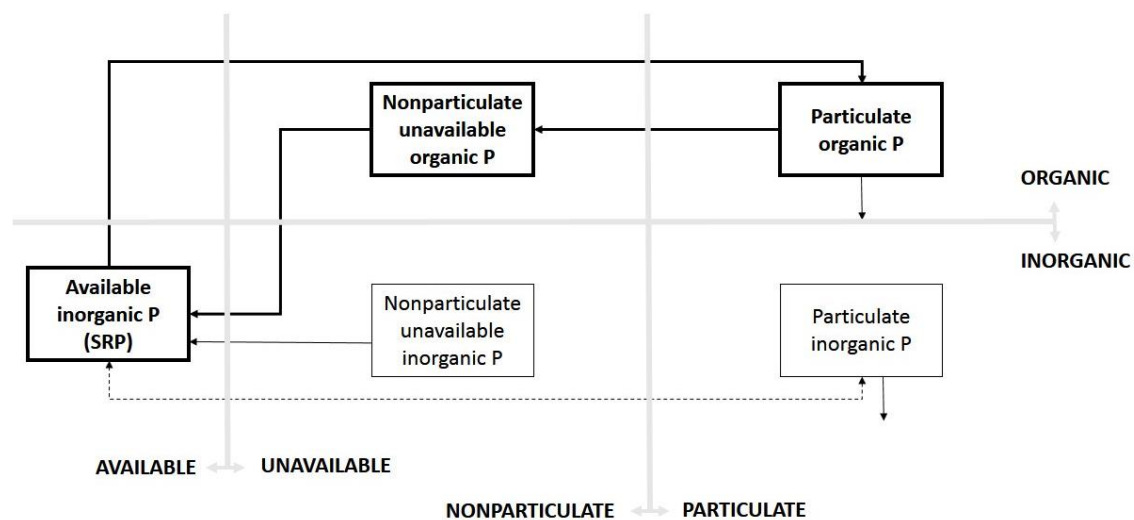 Nonparticulate
unavailable
organic P
Particulate
organic P
ORGANIC
INORGANIC
Available
inorganic P
(SRP)
Nonparticulate
unavailable
inorganic P
Particulate
inorganic P
AVAILABLE
UNAVAILABLE
NONPARTICULATE
PARTICULATE